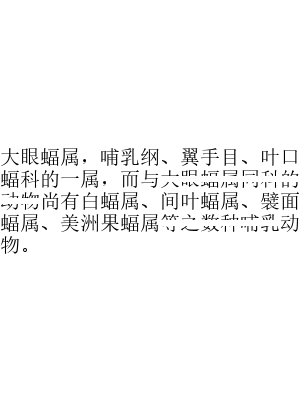 大眼蝠属，哺乳纲、翼手目、叶口
蝠科的一属，而与大眼蝠属同科的
动物尚有白蝠属、间叶蝠属、襞面
蝠属、美洲果蝠属等之数种哺乳动
物。